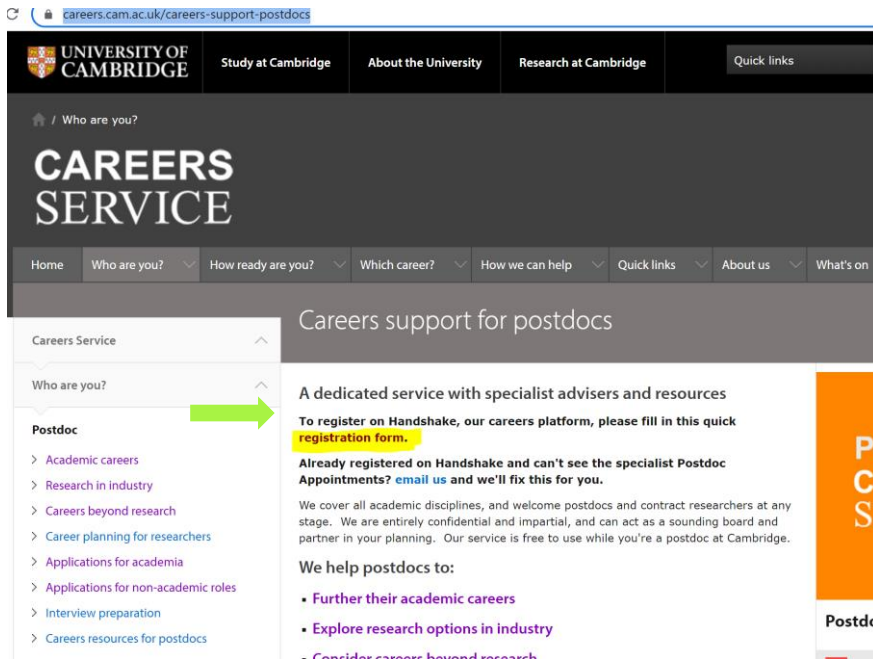 careers.cam.ac.uk/careers-support-postdocs
UNIVERSITY OF
CAMBRIDGE
Study at Cambridge
About the University
Research at Cambridge
Quick links
/ Who are you?
CAREERS
SERVICE
Home
Who are you?
How ready are you?
Which career?
How we can help
Quick links
About us
What's on
Careers support for postdocs
Careers Service
Who are you?
Postdoc
> Academic careers
> Research in industry
> Careers beyond research
> Career planning for researchers
> Applications for academia
> Applications for non-academic roles
> Interview preparation
> Careers resources for postdocs
A dedicated service with specialist advisers and resources
To register on Handshake, our careers platform, please fill in this quick
registration form.
Already registered on Handshake and can't see the specialist Postdoc
Appointments? email us and we'll fix this for you.
We cover all academic disciplines, and welcome postdocs and contract researchers at any
stage. We are entirely confidential and impartial, and can act as a sounding board and
partner in your planning. Our service is free to use while you're a postdoc at Cambridge.
We help postdocs to:
• Further their academic careers
• Explore research options in industry
• Consider careers beyond research
P
C
S
Postdo